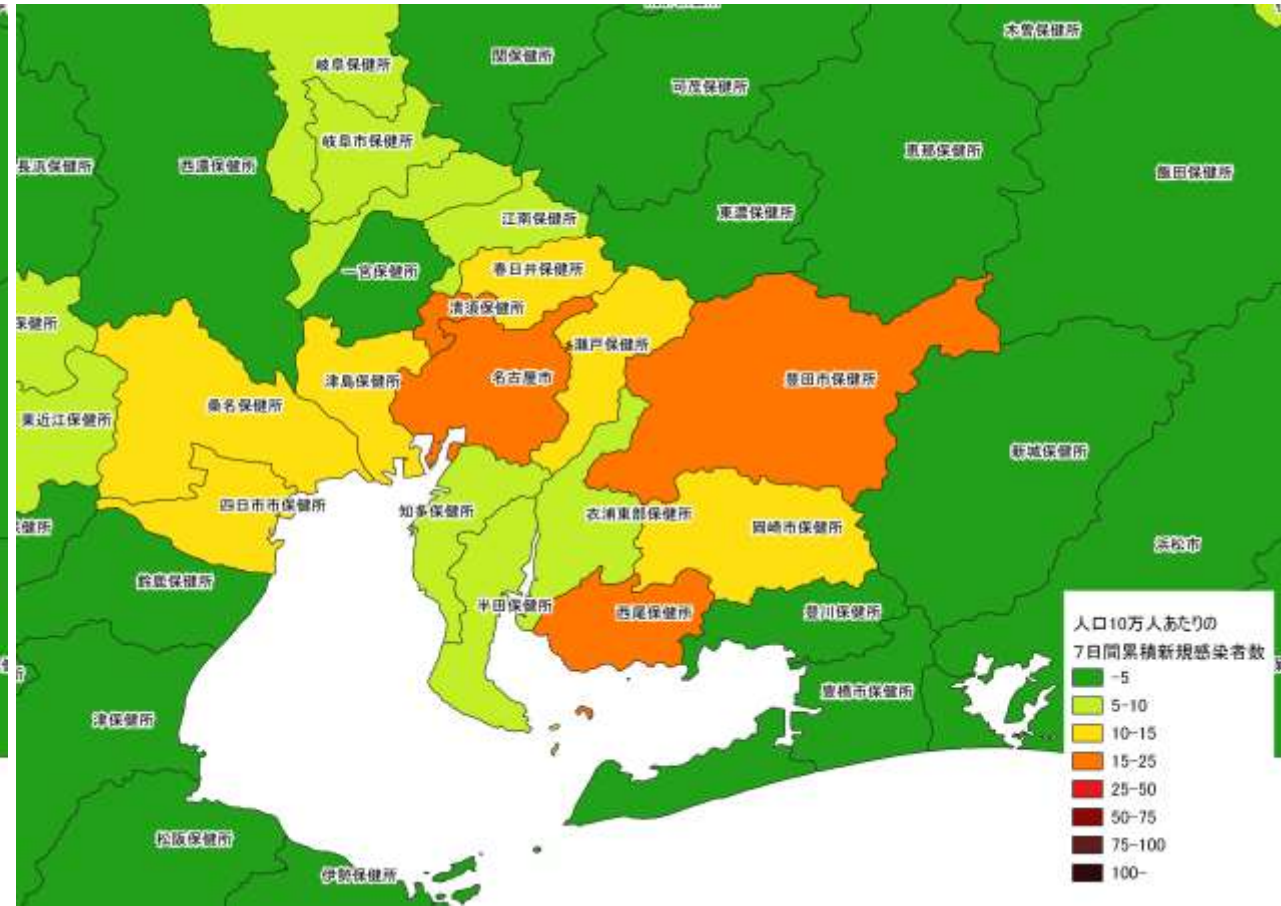 木曽保健所
関保健所
岐阜保健所
可茂保健所
岐阜市保健所
恵那保健所
長浜保健所
西濃保健所
飯田保健所
東濃保健所
江南保健所
一宮保健所
春日井保健所
清須保健所
保健所
瀬戸保健所
津島保健所
名古屋市
豊田市保健所
桑名保健所
東近江保健所
新城保健所
四日市市保健所
知多保健所
衣浦東部保健所
岡崎市保健所
保健所
浜松市
鈴鹿保健所
半田保健所
西尾保健所
豊川保健所
豊橋市保健所
津保健所
松阪保健所
伊勢保健所
人口10万人あたりの
7日間累積新規感染者数
-5
5-10
10-15
15-25
25-50
50-75
75-100
100-